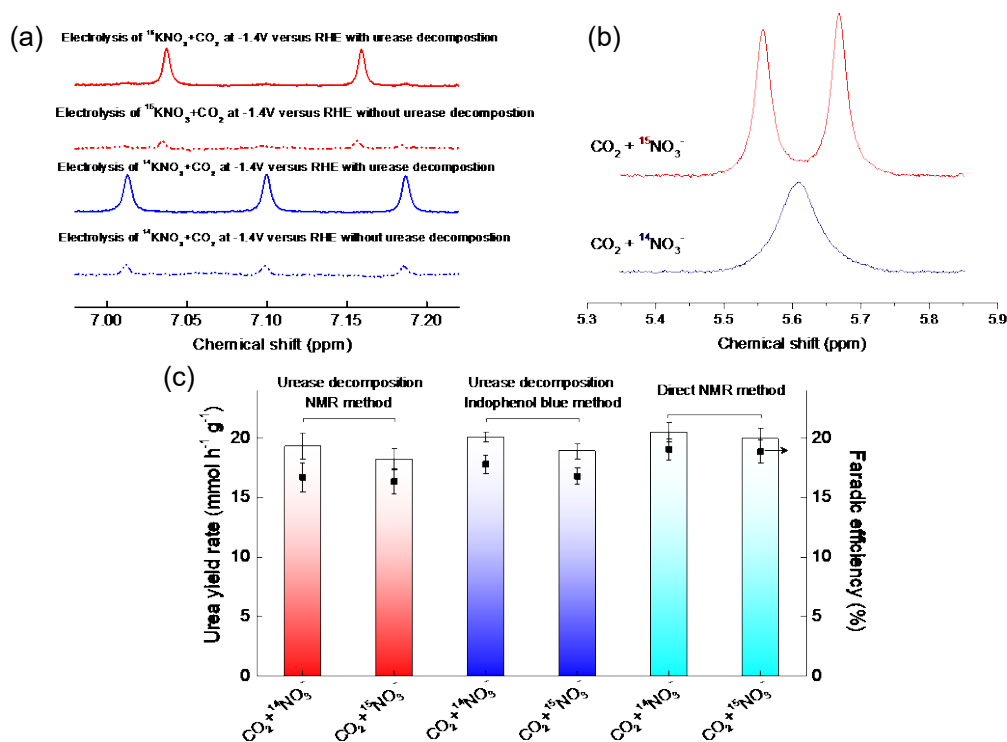 (a)
Electrolysis of ¹⁵KNO₃+CO₂ at -1.4V versus RHE with urease decompostion
Electrolysis of ¹⁵KNO₃+CO₂ at -1.4V versus RHE without urease decompostion
Electrolysis of ¹⁴KNO₃+CO₂ at -1.4V versus RHE with urease decompostion
Electrolysis of ¹⁴KNO₃+CO₂ at -1.4V versus RHE without urease decompostion
7.00 7.05 7.10 7.15 7.20
Chemical shift (ppm)
(b)
CO₂ + ¹⁵NO₃⁻
CO₂ + ¹⁴NO₃⁻
5.3 5.4 5.5 5.6 5.7 5.8 5.9
Chemical shift (ppm)
(c)
Urease decomposition
NMR method
Urease decomposition
Indophenol blue method
Direct NMR method
Urea yield rate (mmol h⁻¹ g⁻¹)
20
15
10
5
0
Faradic efficiency (%)
20
15
10
5
0
CO₂+¹⁴NO₃⁻
CO₂+¹⁵NO₃⁻
CO₂+¹⁴NO₃⁻
CO₂+¹⁵NO₃⁻
CO₂+¹⁴NO₃⁻
CO₂+¹⁵NO₃⁻